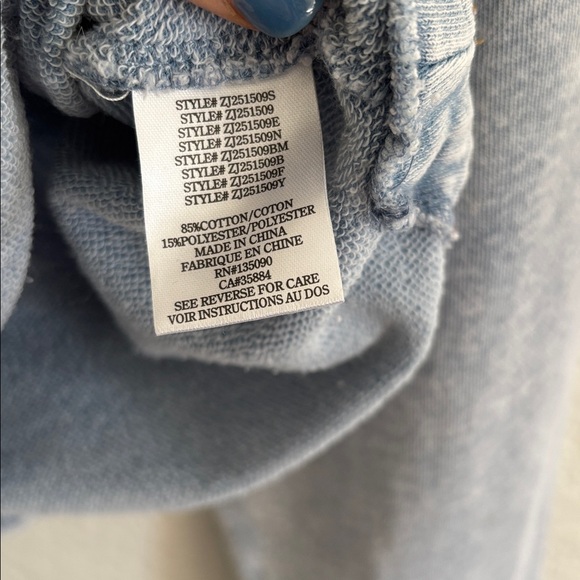 STYLE# ZJ251509S
STYLE# ZJ251509
STYLE# ZJ251509E
STYLE# ZJ251509N
STYLE# ZJ251509BM
STYLE# ZJ251509B
STYLE# ZJ251509F
STYLE# ZJ251509Y
85%COTTON/COTON
15%POLYESTER/POLYESTER
MADE IN CHINA
FABRIQUE EN CHINE
RN#135090
CA#35884
SEE REVERSE FOR CARE
VOIR INSTRUCTIONS AU DOS